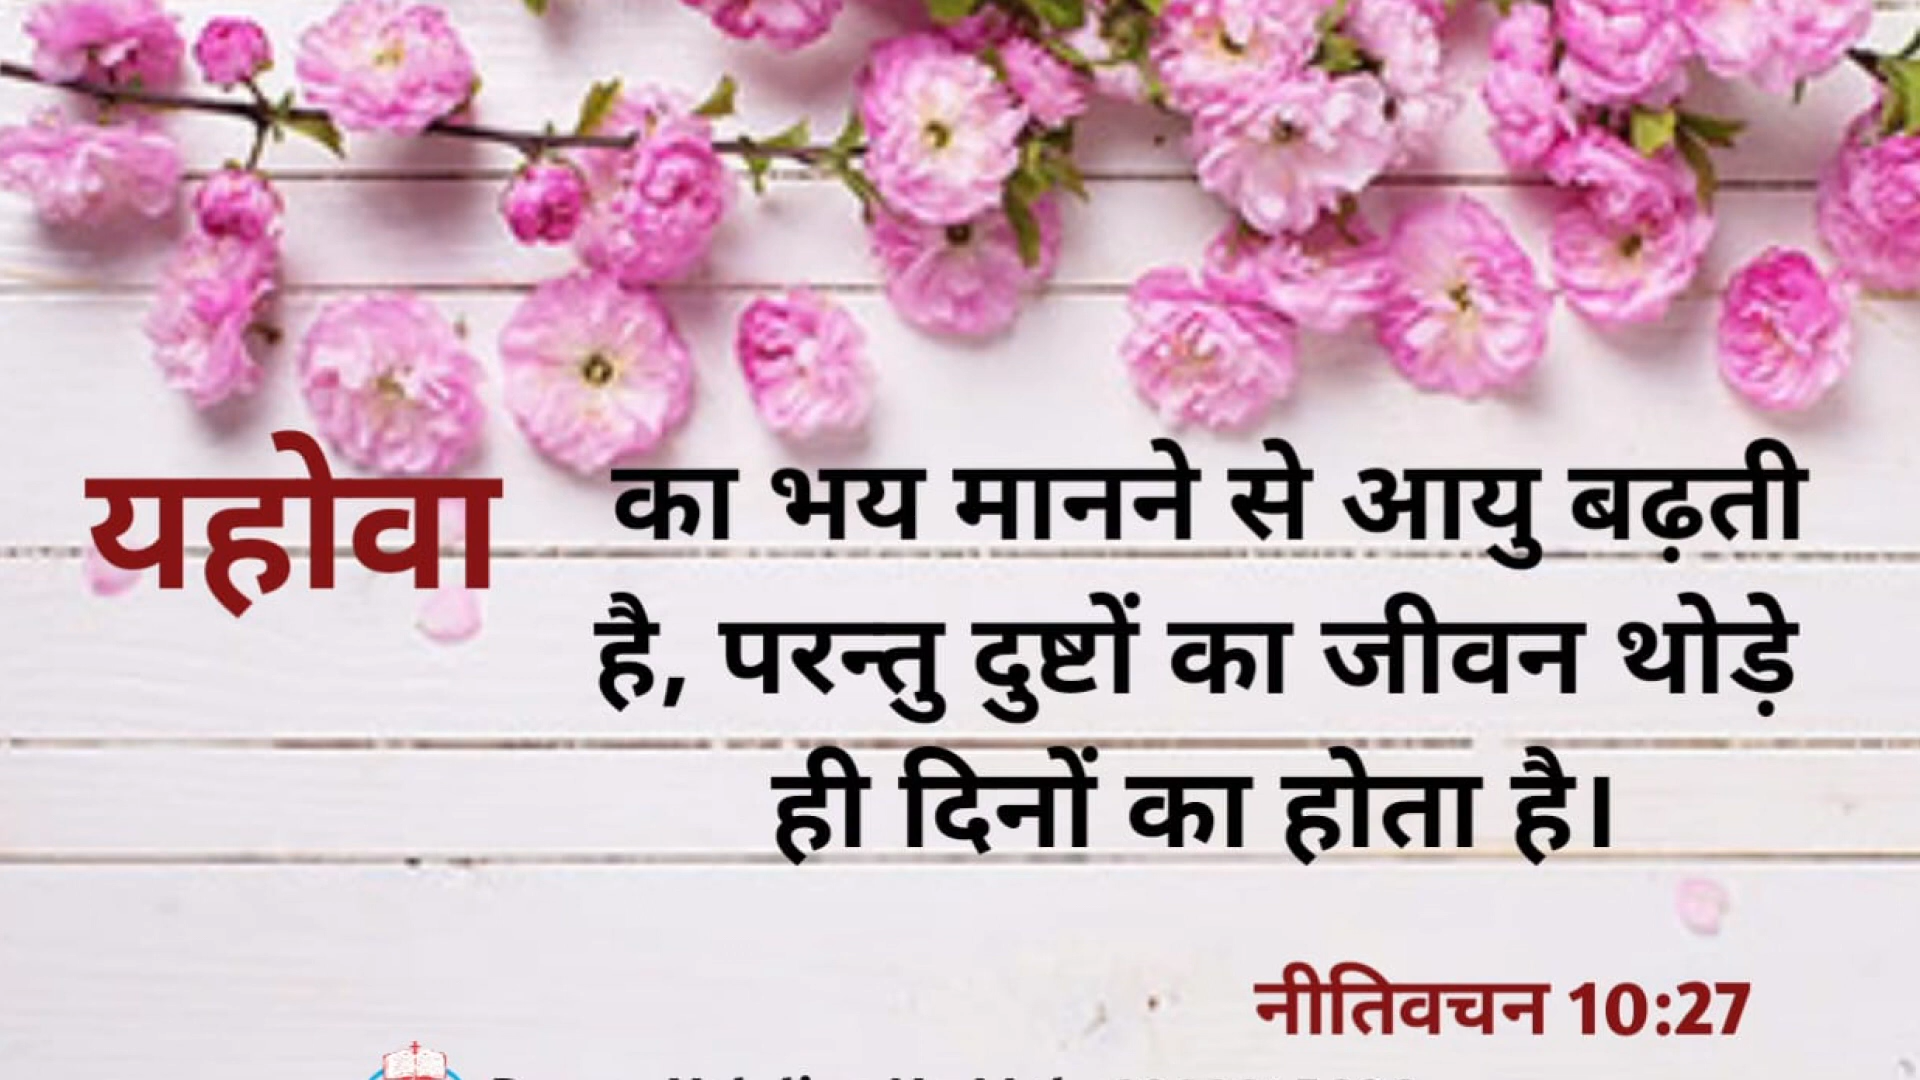 यहोवा का भय मानने से आयु बढ़ती
है, परन्तु दुष्टों का जीवन थोड़े
ही दिनों का होता है।
नीतिवचन 10:27